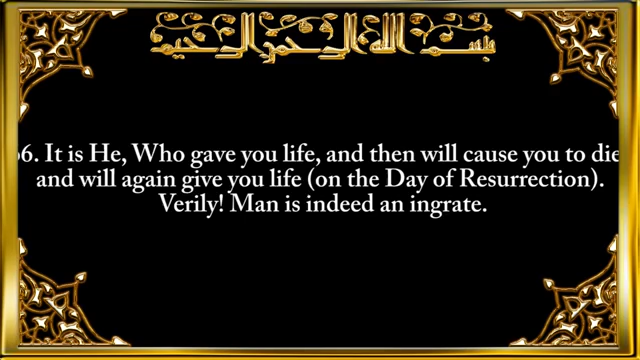 بسم الله الرحمن الرحيم
66. It is He, Who gave you life, and then will cause you to die
and will again give you life (on the Day of Resurrection).
Verily! Man is indeed an ingrate.